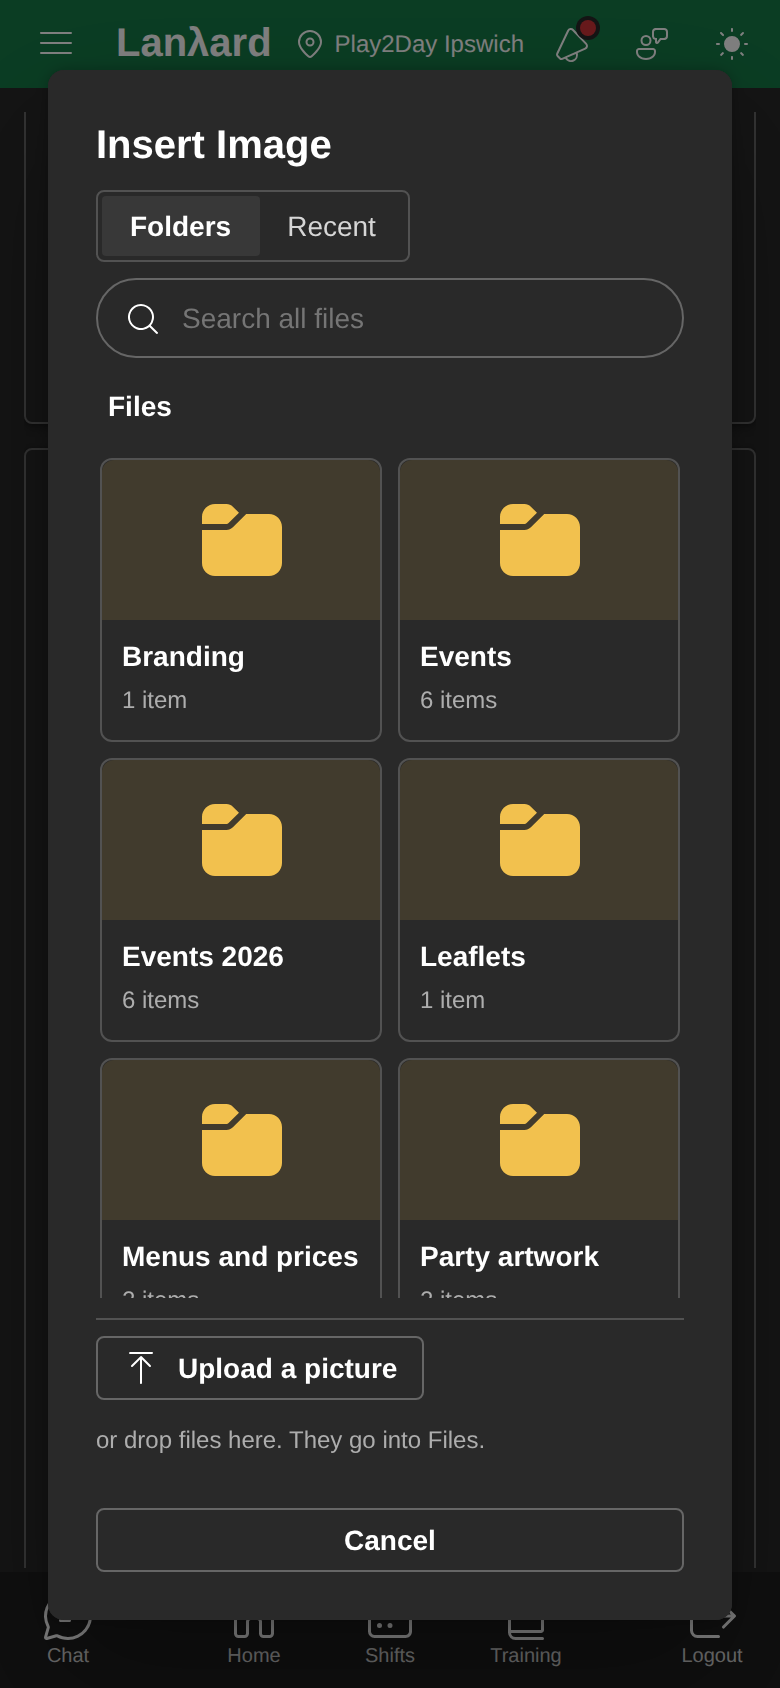 Lanλard
Play2Day Ipswich
Insert Image
Folders
Recent
Search all files
Files
Branding
1 item
Events
6 items
Events 2026
6 items
Leaflets
1 item
Menus and prices
Party artwork
items
items
Upload a picture
or drop files here. They go into Files.
Cancel
Chat
Home
Shifts
Training
Logout